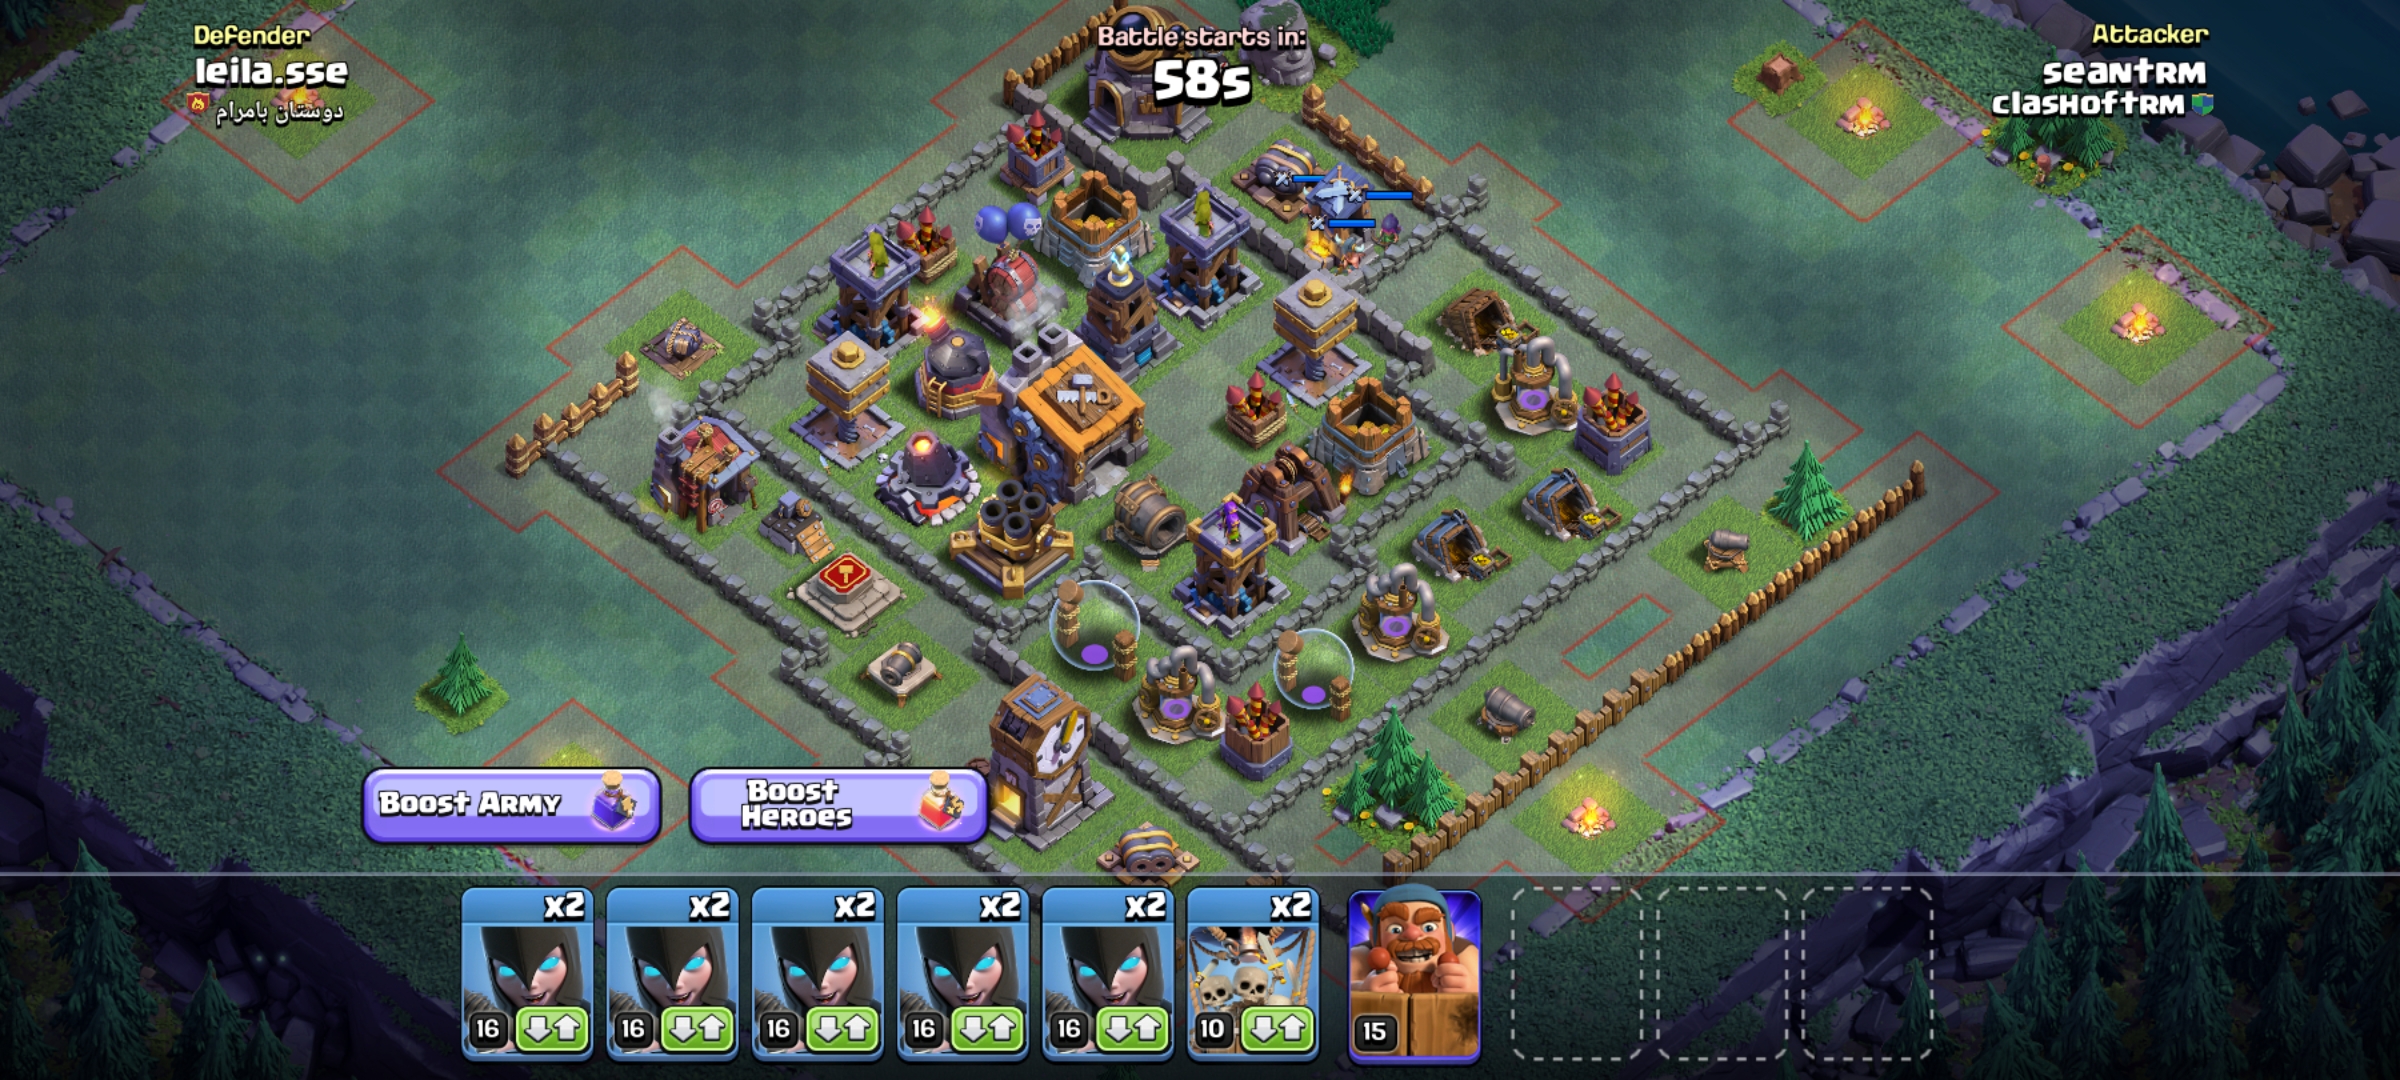 Defender
leila.sse
دوستان بامرام
Battle starts in:
58s
Attacker
seantRM
clashoftRM
Boost Army
Boost
Heroes
x2
x2
x2
x2
x2
x2
16
16
16
16
16
10
15